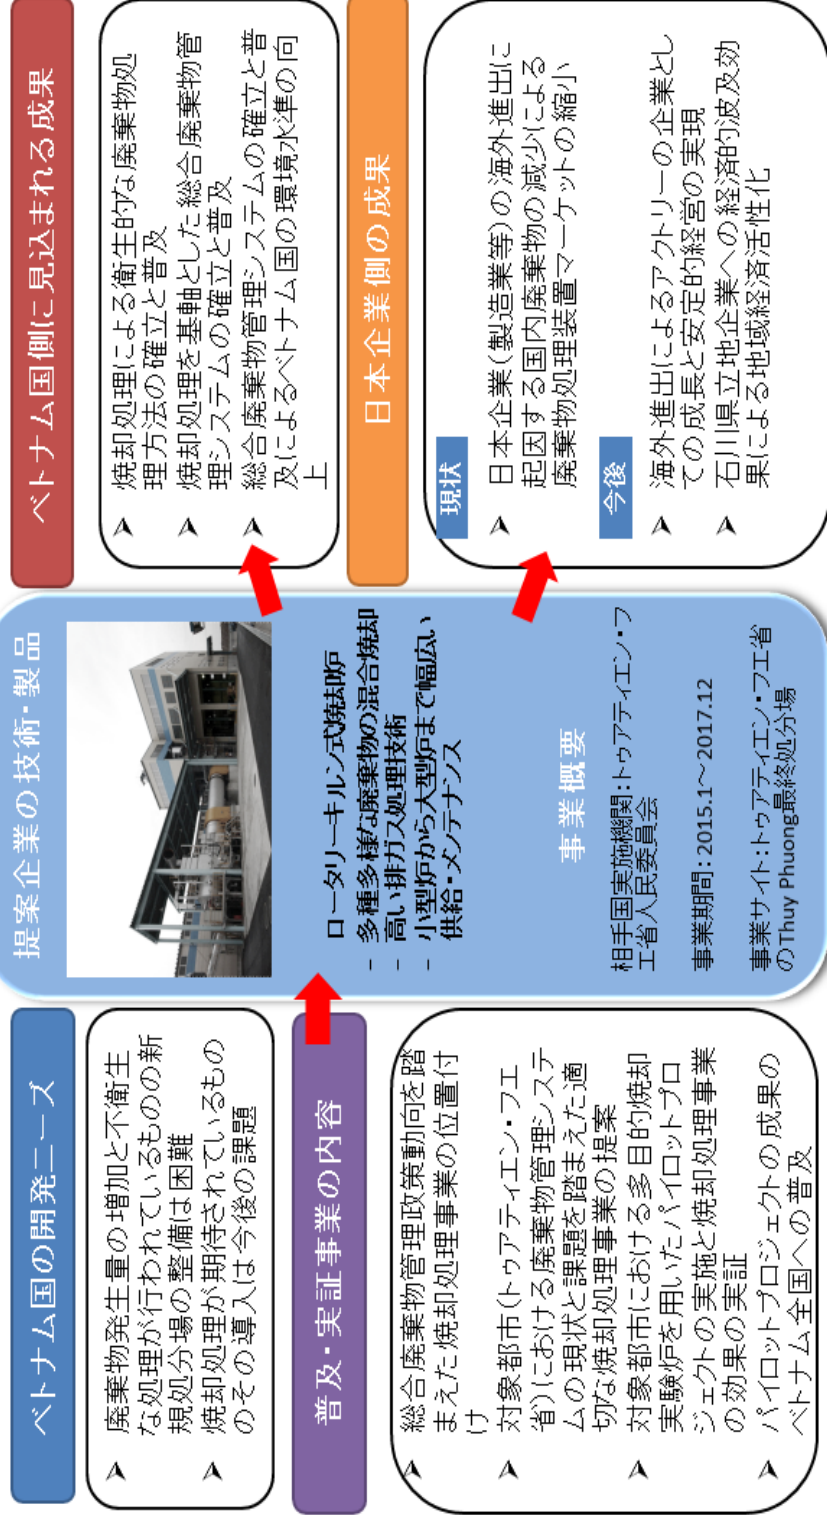 ベトナム国の開発ニーズ
➢ 廃棄物発生量の増加と不衛生
な処理が行われているものの新
規処分場の整備は困難
➢ 焼却処理が期待されているもの
のその導入は今後の課題
普及・実証事業の内容
➢ 総合廃棄物管理政策動向を踏
まえた焼却処理事業の位置付
け
➢ 対象都市(トゥアティエン・フエ
省)における廃棄物管理システ
ムの現状と課題を踏まえた適
切な焼却処理事業の提案
➢ 対象都市における多目的焼却
実験炉を用いたパイロットプロ
ジェクトの実施と焼却処理事業
の効果の実証
➢ パイロットプロジェクトの成果の
ベトナム全国への普及
提案企業の技術・製品
ロータリーキルン式焼却炉
- 多種多様な廃棄物の混合焼却
- 高い排ガス処理技術
- 小型炉から大型炉まで幅広い
供給・メンテナンス
事業概要
相手国実施機関:トゥアティエン・フ
エ省人民委員会
事業期間:2015.1～2017.12
事業サイト:トゥアティエン・フエ省
のThuy Phuong最終処分場
ベトナム国側に見込まれる成果
➢ 焼却処理による衛生的な廃棄物処
理方法の確立と普及
➢ 焼却処理を基軸とした総合廃棄物管
理システムの確立と普及
➢ 総合廃棄物管理システムの確立と普
及によるベトナム国の環境水準の向
上
日本企業側の成果
現状
➢ 日本企業(製造業等)の海外進出に
起因する国内廃棄物の減少による
廃棄物処理装置マーケットの縮小
今後
➢ 海外進出によるアクトリーの企業とし
ての成長と安定的経営の実現
➢ 石川県立地企業への経済的波及効
果による地域経済活性化